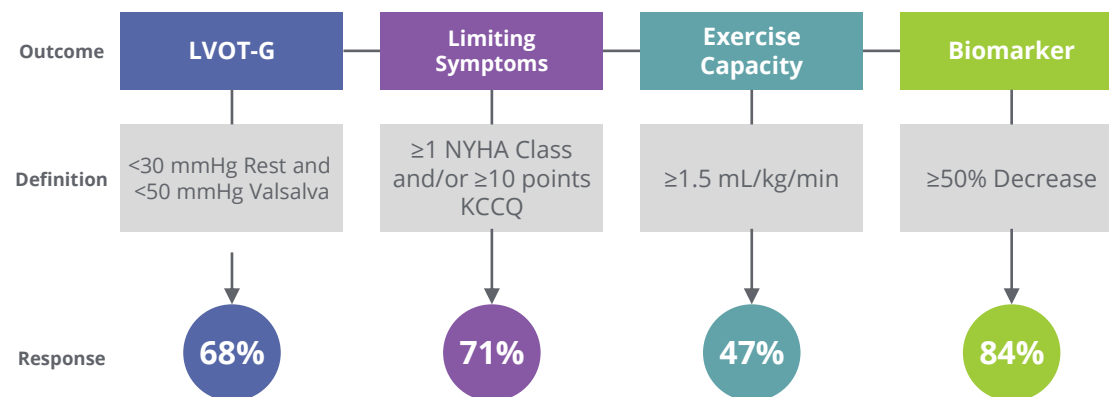 Outcome
LVOT-G
Limiting
Symptoms
Exercise
Capacity
Biomarker
Definition
<30 mmHg Rest and
<50 mmHg Valsalva
≥1 NYHA Class
and/or ≥10 points
KCCQ
≥1.5 mL/kg/min
≥50% Decrease
Response
68%
71%
47%
84%